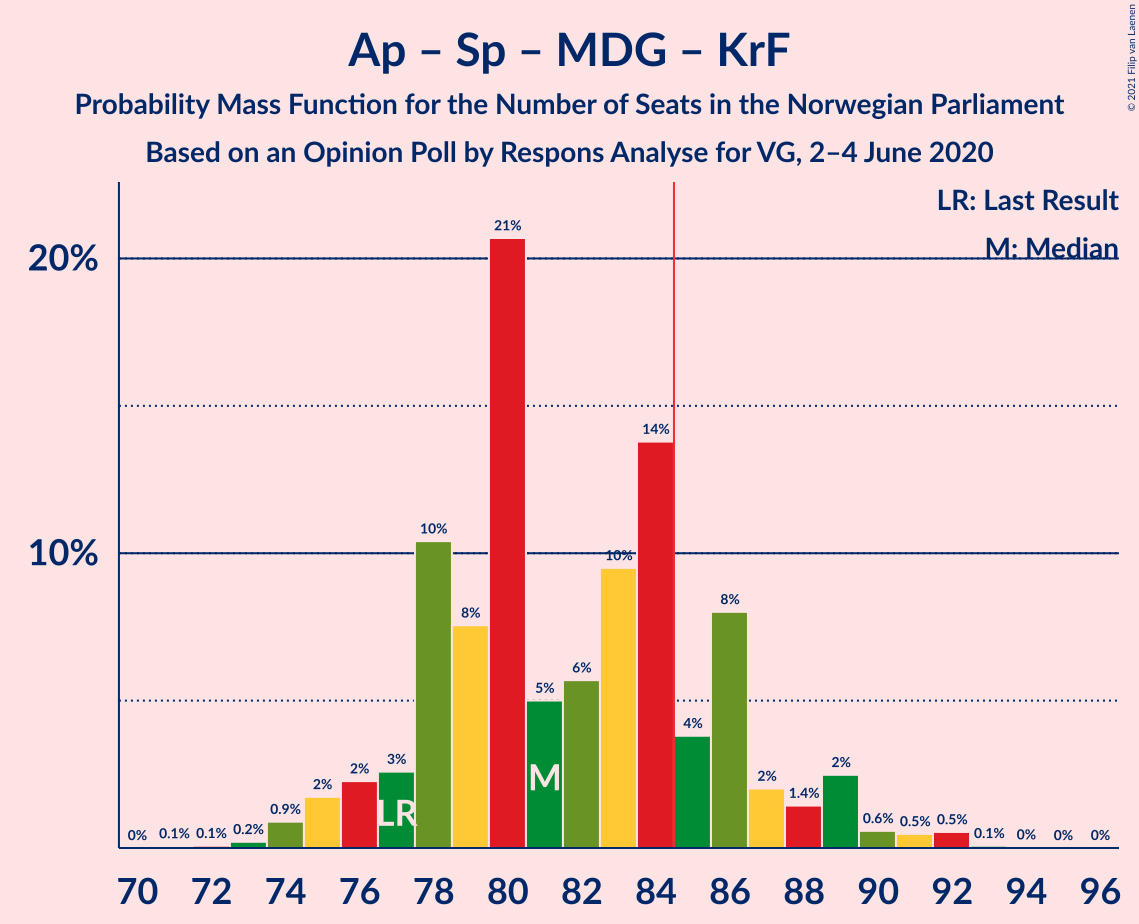 Ap – Sp – MDG – KrF
Probability Mass Function for the Number of Seats in the Norwegian Parliament
Based on an Opinion Poll by Respons Analyse for VG, 2–4 June 2020
© 2021 Filip van Laenen
LR: Last Result
M: Median
20%
10%
0% 0.1% 0.1% 0.2% 0.9% 2% 2% 3% 10% 8% 21% 5% 6% 10% 14% 4% 8% 2% 1.4% 2% 0.6% 0.5% 0.5% 0.1% 0% 0% 0%
LR
M
70 72 74 76 78 80 82 84 86 88 90 92 94 96